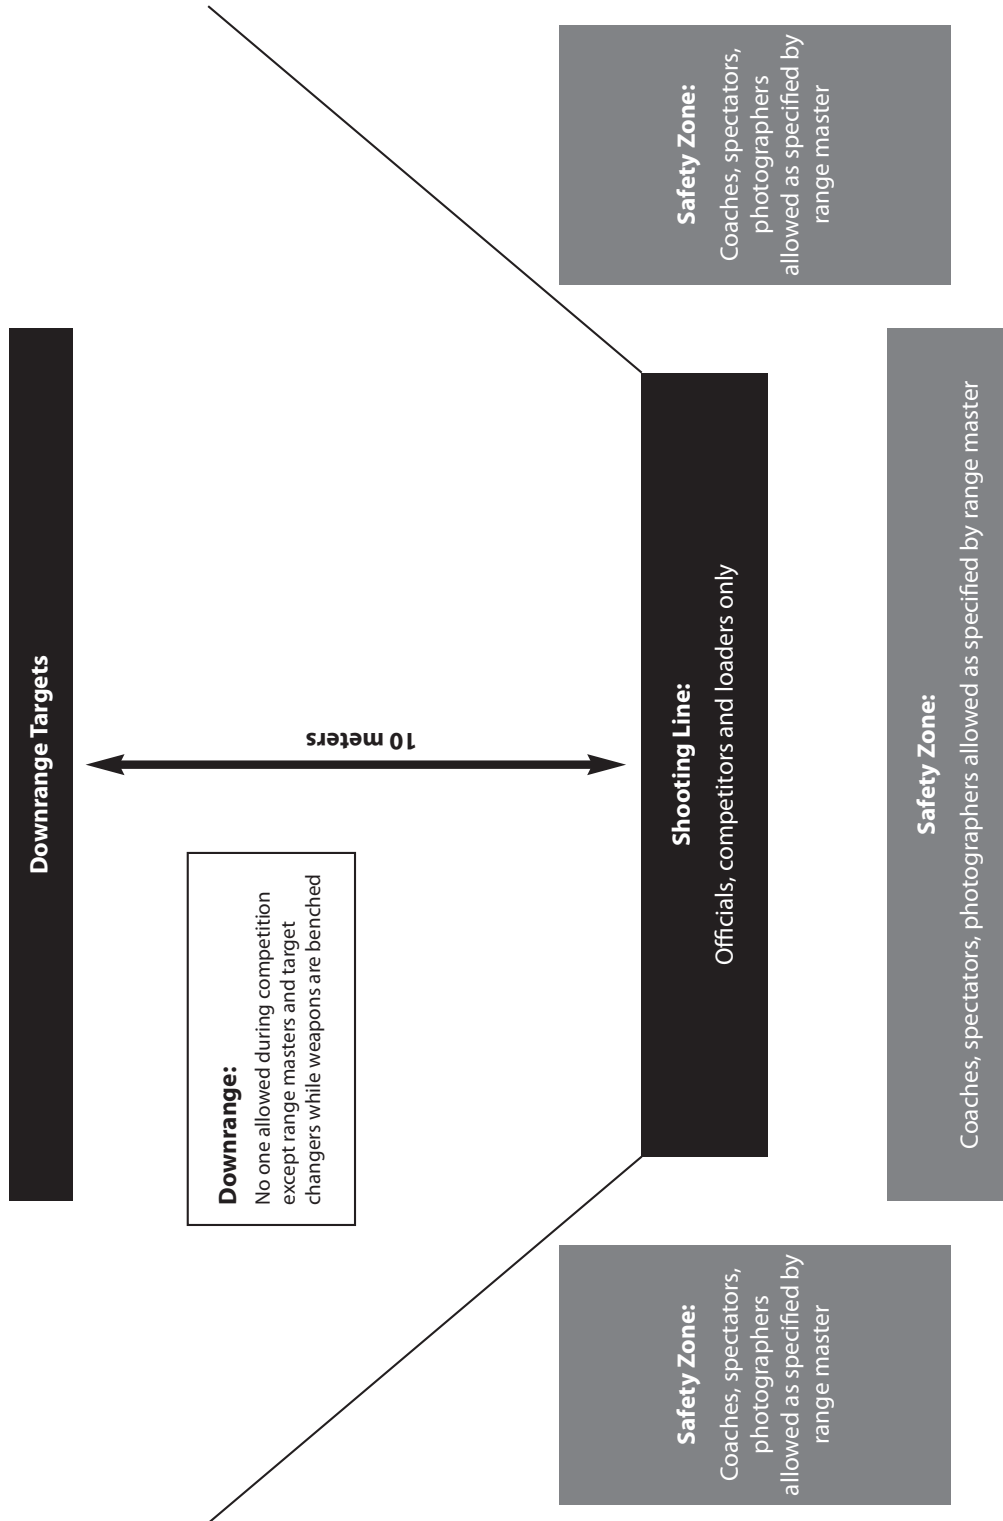 Downrange Targets
Downrange:
No one allowed during competition
except range masters and target
changers while weapons are benched
10 meters
Safety Zone:
Coaches, spectators,
photographers
allowed as specified by
range master
Shooting Line:
Officials, competitors and loaders only
Safety Zone:
Coaches, spectators,
photographers
allowed as specified by
range master
Safety Zone:
Coaches, spectators, photographers allowed as specified by range master